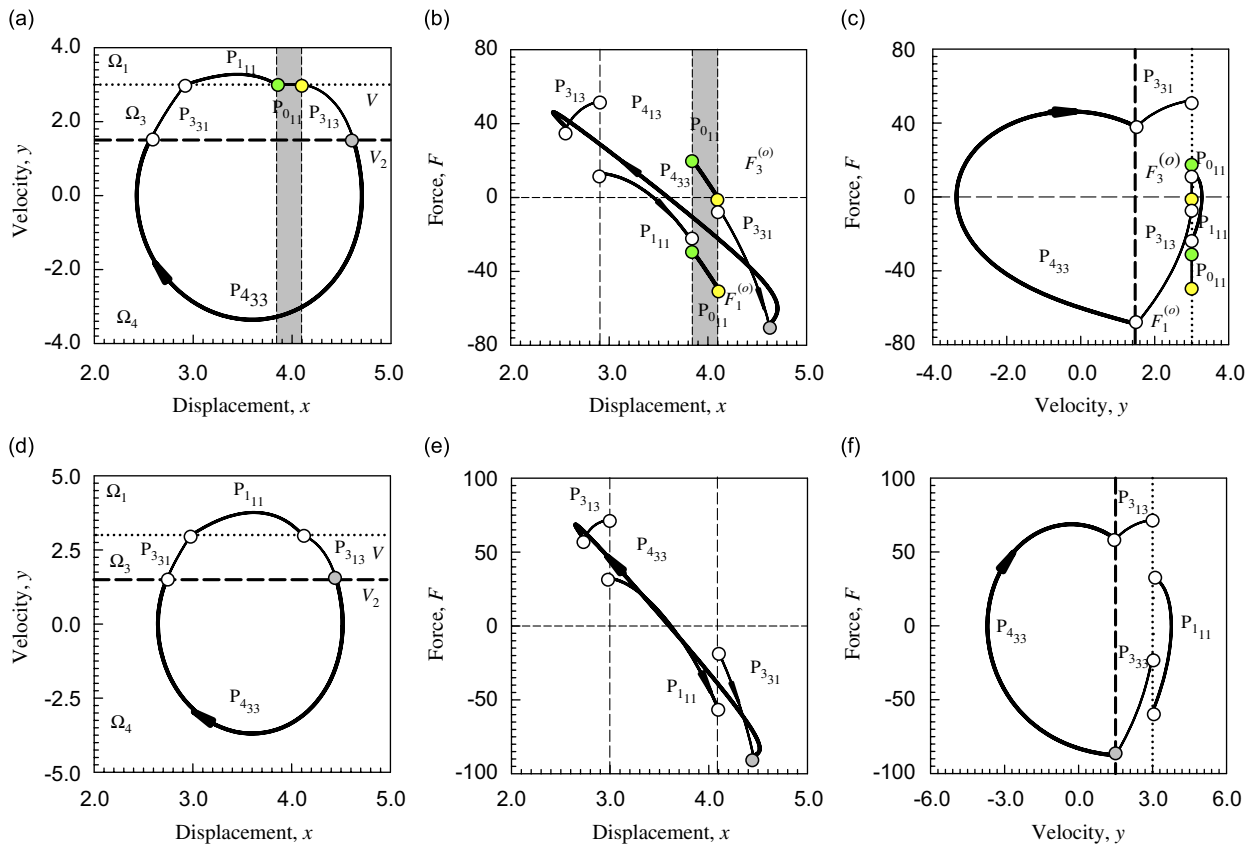 (a)
4.0
2.0
0.0
-2.0
-4.0
2.0 3.0 4.0 5.0
Velocity, y
Displacement, x
Ω1
P111
V
Ω3
P331
P011
P313
V2
P433
Ω4
(b)
80
40
0
-40
-80
2.0 3.0 4.0 5.0
Force, F
Displacement, x
P313
P413
P011
F3(o)
P433
P331
P111
F1(o)
P011
(c)
80
40
0
-40
-80
-4.0 0.0 2.0 4.0
Force, F
Velocity, y
P331
P011
F3(o)
P111
P313
P433
P011
F1(o)
(d)
5.0
2.5
0.0
-2.5
-5.0
2.0 3.0 4.0 5.0
Velocity, y
Displacement, x
Ω1
P111
P331
P313 V
Ω3
V2
P433
Ω4
(e)
100
50
0
-50
-100
2.0 3.0 4.0 5.0
Force, F
Displacement, x
P313
P433
P331
P111
(f)
100
50
0
-50
-100
-6.0 -3.0 0.0 3.0 6.0
Force, F
Velocity, y
P313
P433
P333
P111